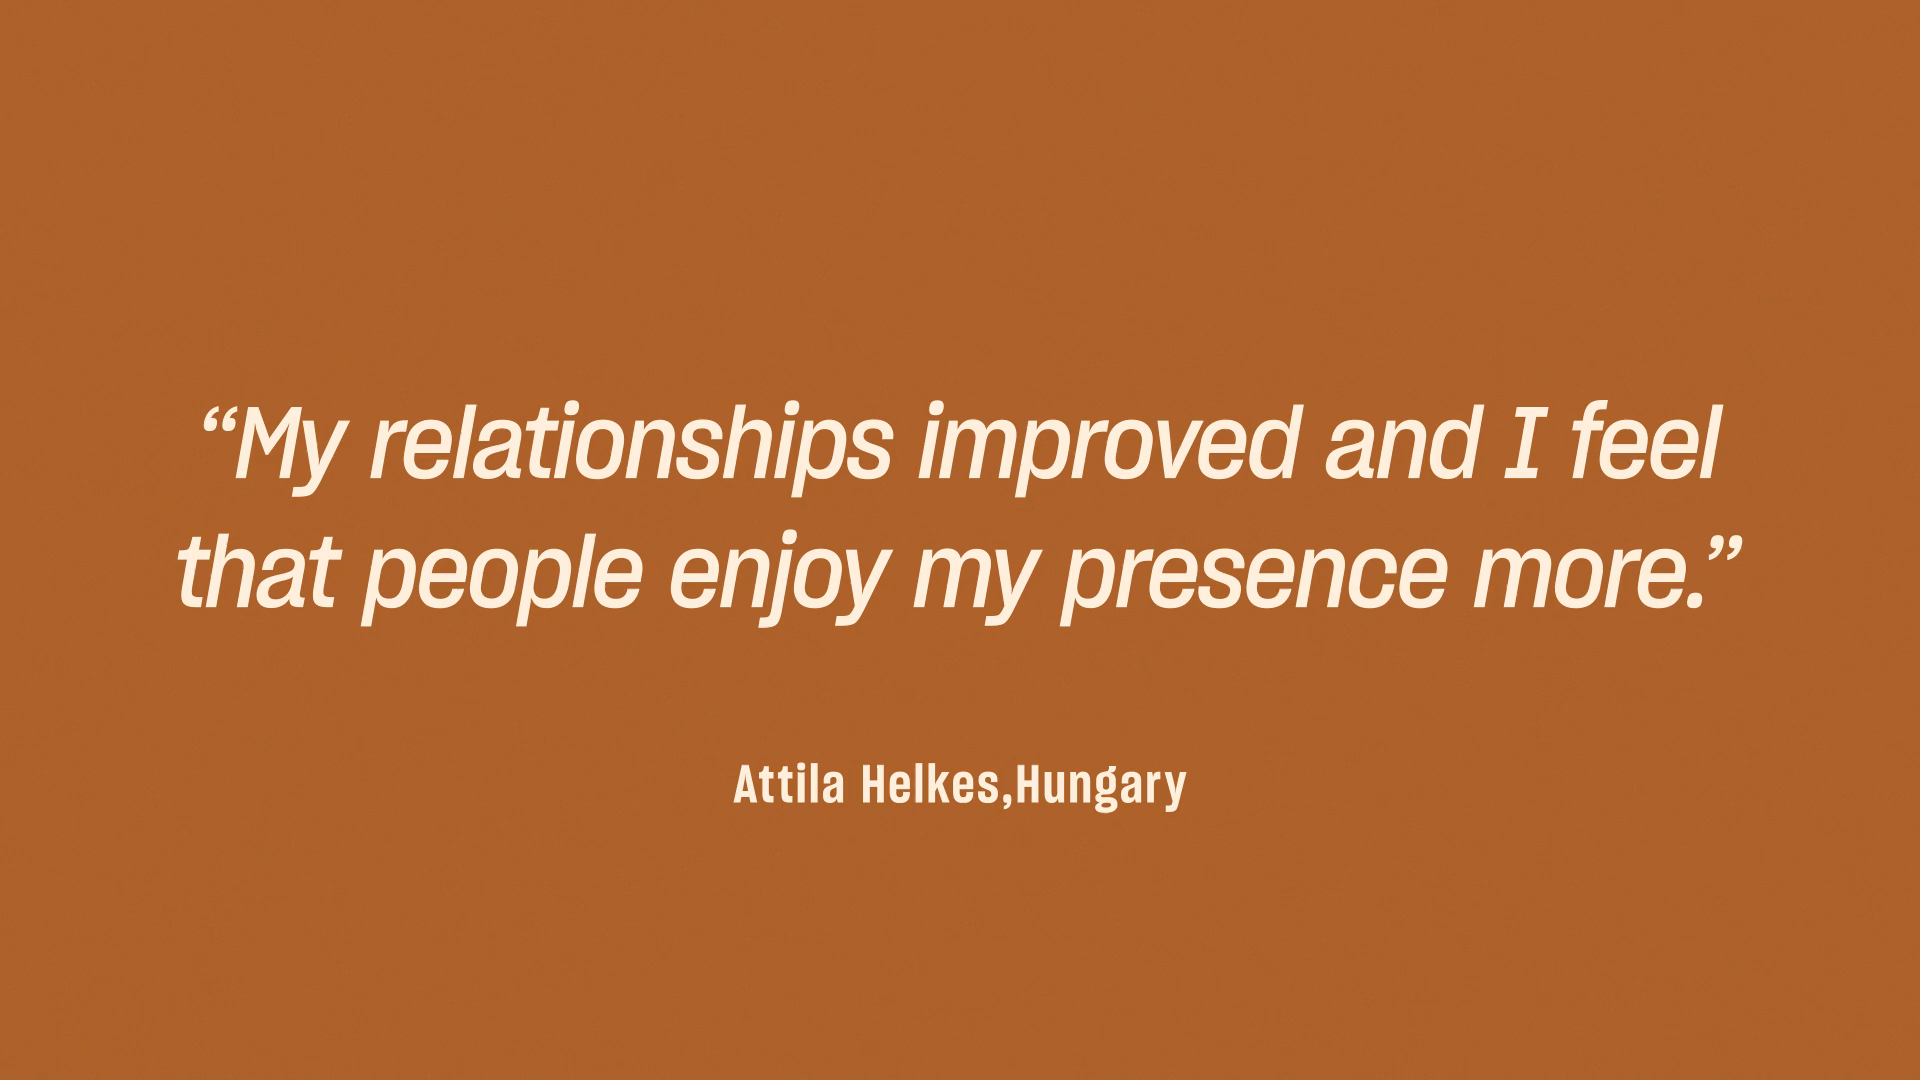 “My relationships improved and I feel
that people enjoy my presence more.”
Attila Helkes,Hungary